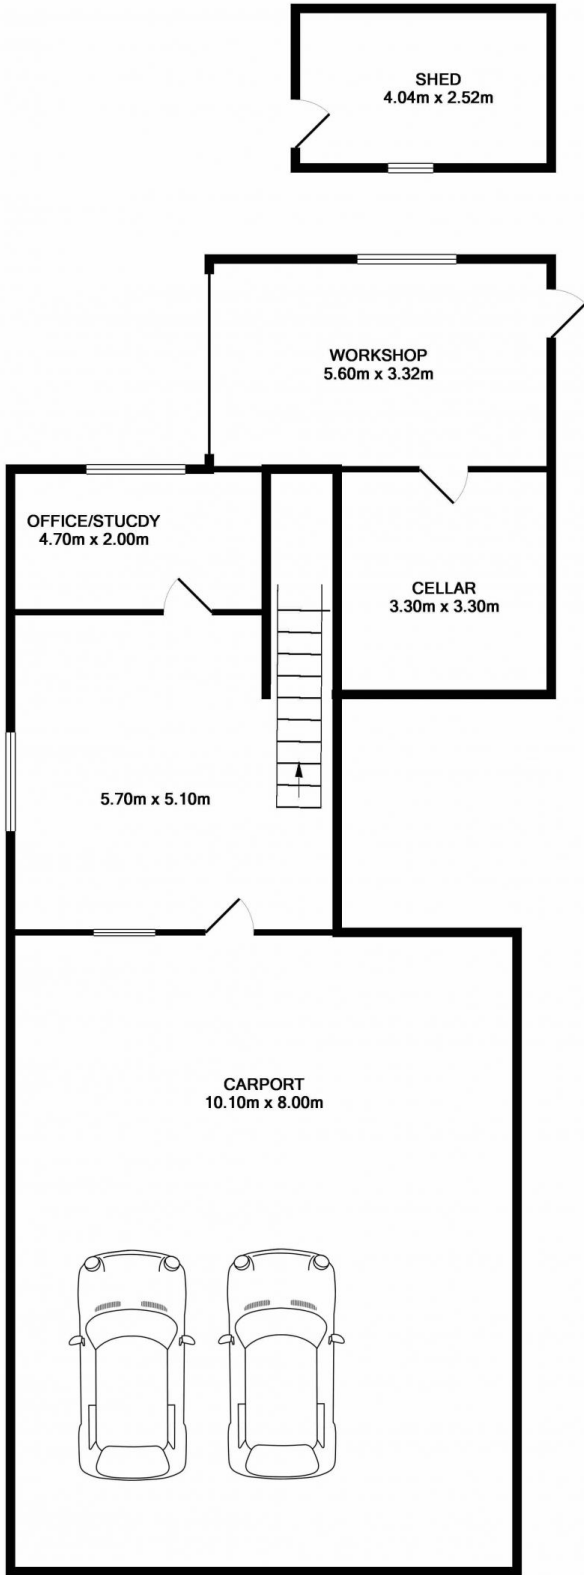 SHED
4.04m x 2.52m
WORKSHOP
5.60m x 3.32m
OFFICE/STUCDY
4.70m x 2.00m
CELLAR
3.30m x 3.30m
5.70m x 5.10m
CARPORT
10.10m x 8.00m